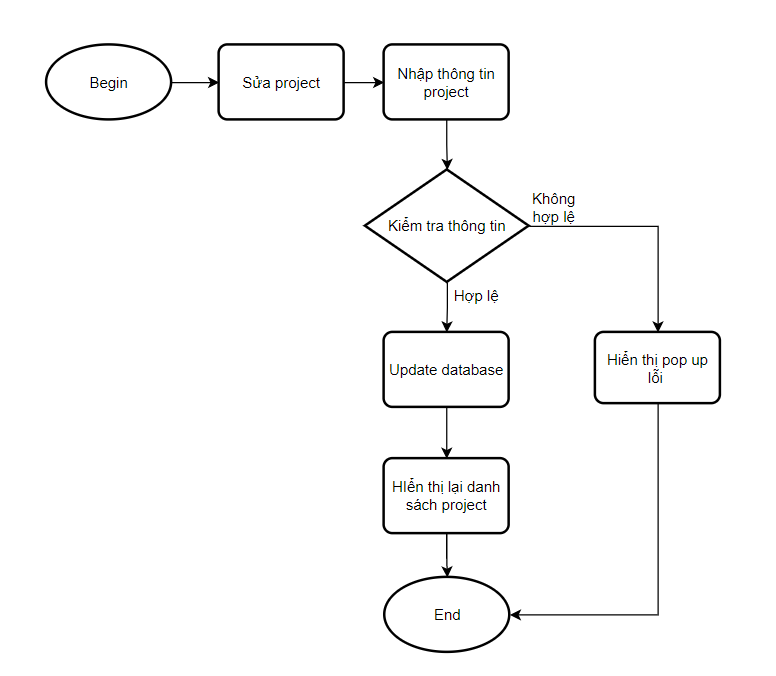 Begin
Sửa project
Nhập thông tin
project
Kiểm tra thông tin
Không
hợp lệ
Hợp lệ
Update database
Hiển thị pop up
lỗi
HIển thị lại danh
sách project
End